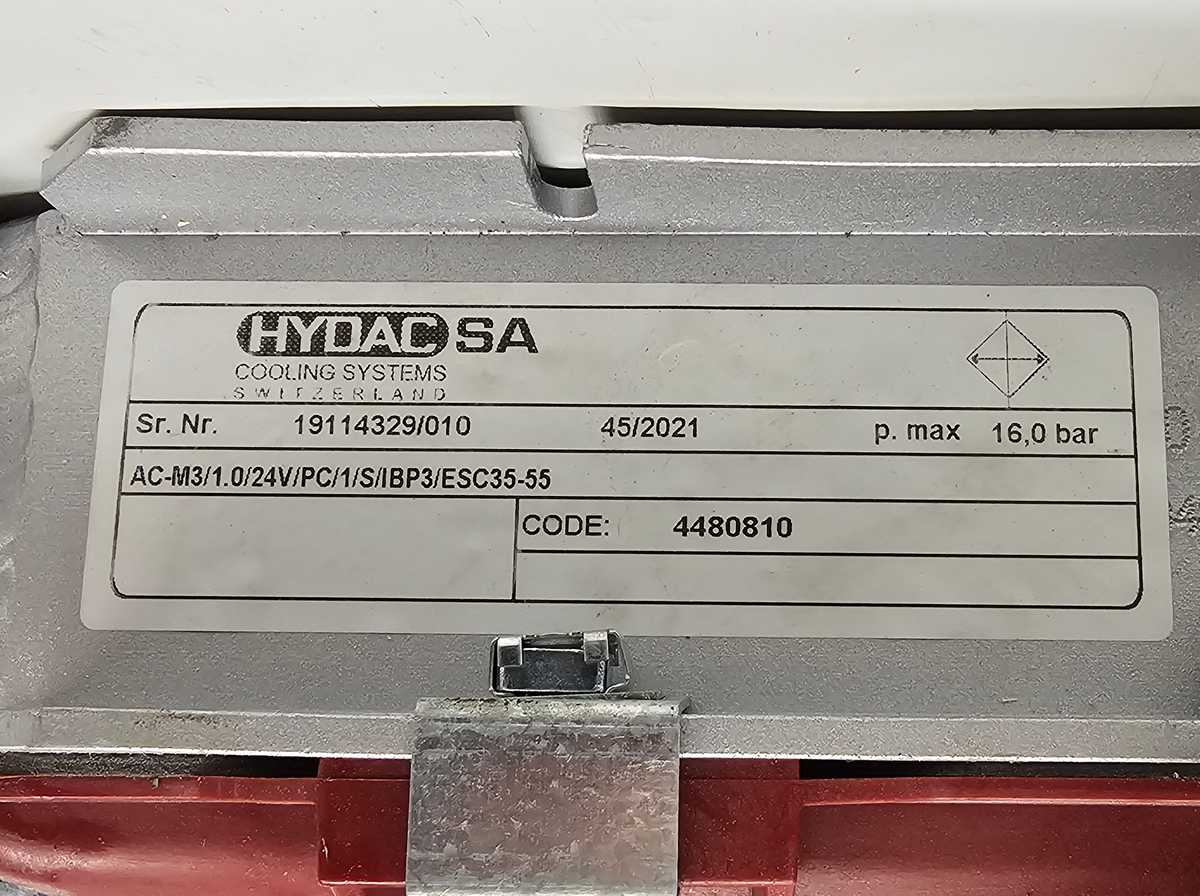 HYDAC SA
COOLING SYSTEMS
SWITZERLAND
Sr. Nr. 19114329/010 45/2021 p. max 16,0 bar
AC-M3/1.0/24V/PC/1/S/IBP3/ESC35-55
CODE: 4480810